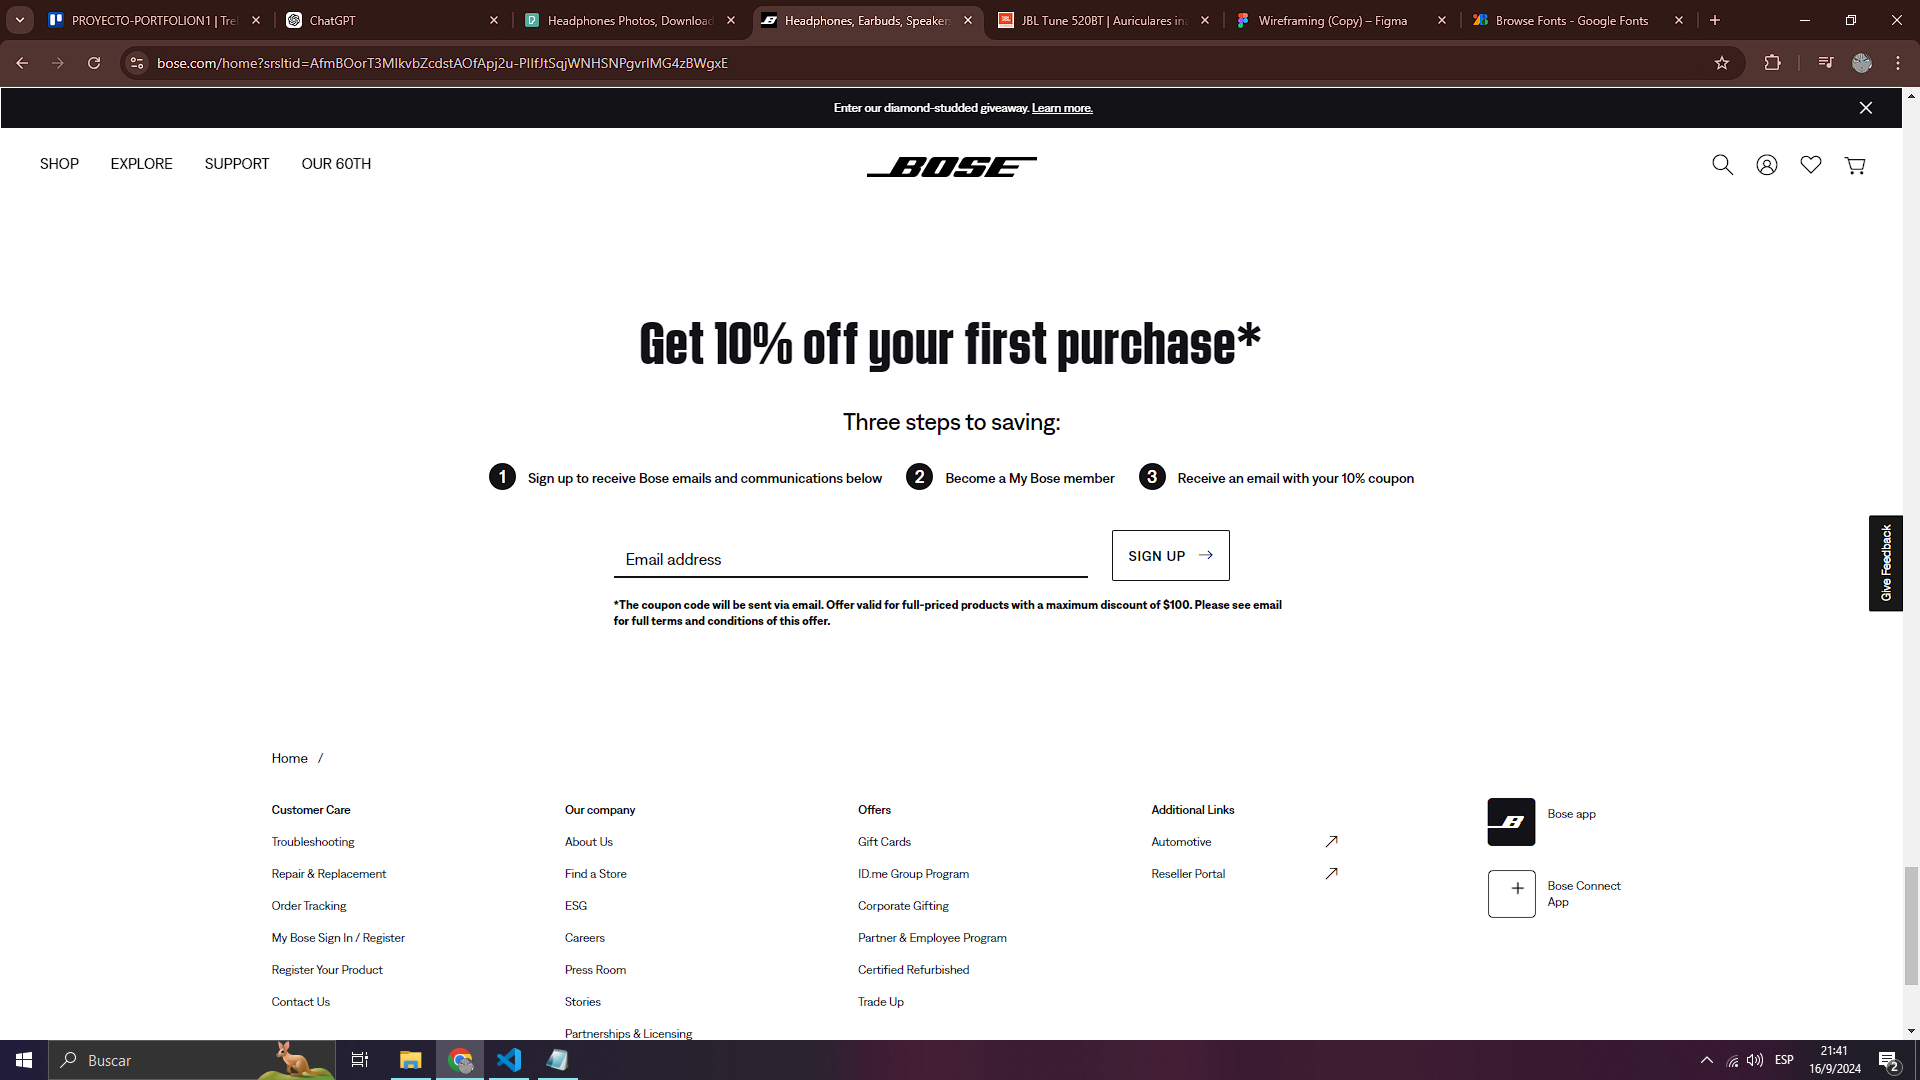 PROYECTO-PORTFOLION1 | Trel
ChatGPT
Headphones Photos, Download
Headphones, Earbuds, Speakers
JBL Tune 520BT | Auriculares ina
Wireframing (Copy) – Figma
Browse Fonts - Google Fonts
bose.com/home?srsltid=AfmBOorT3MIkvbZcdstAOfApj2u-PIIfJtSqjWNHSNPgvrIMG4zBWgxE
Enter our diamond-studded giveaway. Learn more.
SHOP EXPLORE SUPPORT OUR 60TH
BOSE
Get 10% off your first purchase*
Three steps to saving:
1 Sign up to receive Bose emails and communications below 2 Become a My Bose member 3 Receive an email with your 10% coupon
Email address
SIGN UP
*The coupon code will be sent via email. Offer valid for full-priced products with a maximum discount of $100. Please see email
for full terms and conditions of this offer.
Give Feedback
Home /
Customer Care
Troubleshooting
Repair & Replacement
Order Tracking
My Bose Sign In / Register
Register Your Product
Contact Us
Our company
About Us
Find a Store
ESG
Careers
Press Room
Stories
Partnerships & Licensing
Offers
Gift Cards
ID.me Group Program
Corporate Gifting
Partner & Employee Program
Certified Refurbished
Trade Up
Additional Links
Automotive
Reseller Portal
Bose app
Bose Connect
App
Buscar
ESP
21:41
16/9/2024
2